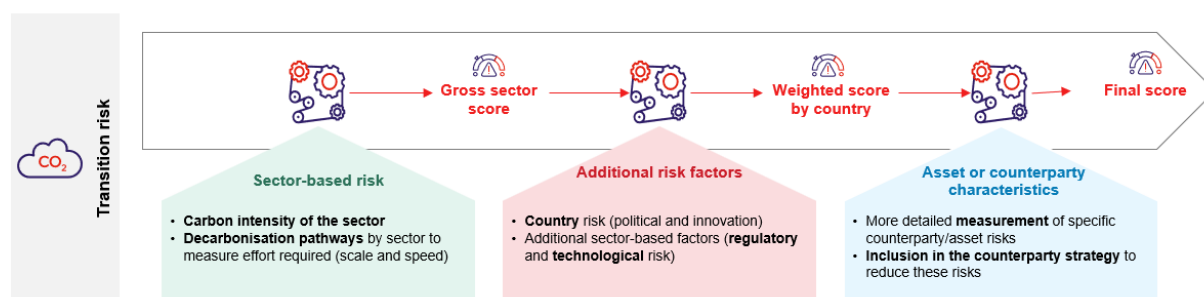 CO2
Transition risk
Gross sector
score
Weighted score
by country
Final score
Sector-based risk
• Carbon intensity of the sector
• Decarbonisation pathways by sector to
measure effort required (scale and speed)
Additional risk factors
• Country risk (political and innovation)
• Additional sector-based factors (regulatory
and technological risk)
Asset or counterparty
characteristics
• More detailed measurement of specific
counterparty/asset risks
• Inclusion in the counterparty strategy to
reduce these risks